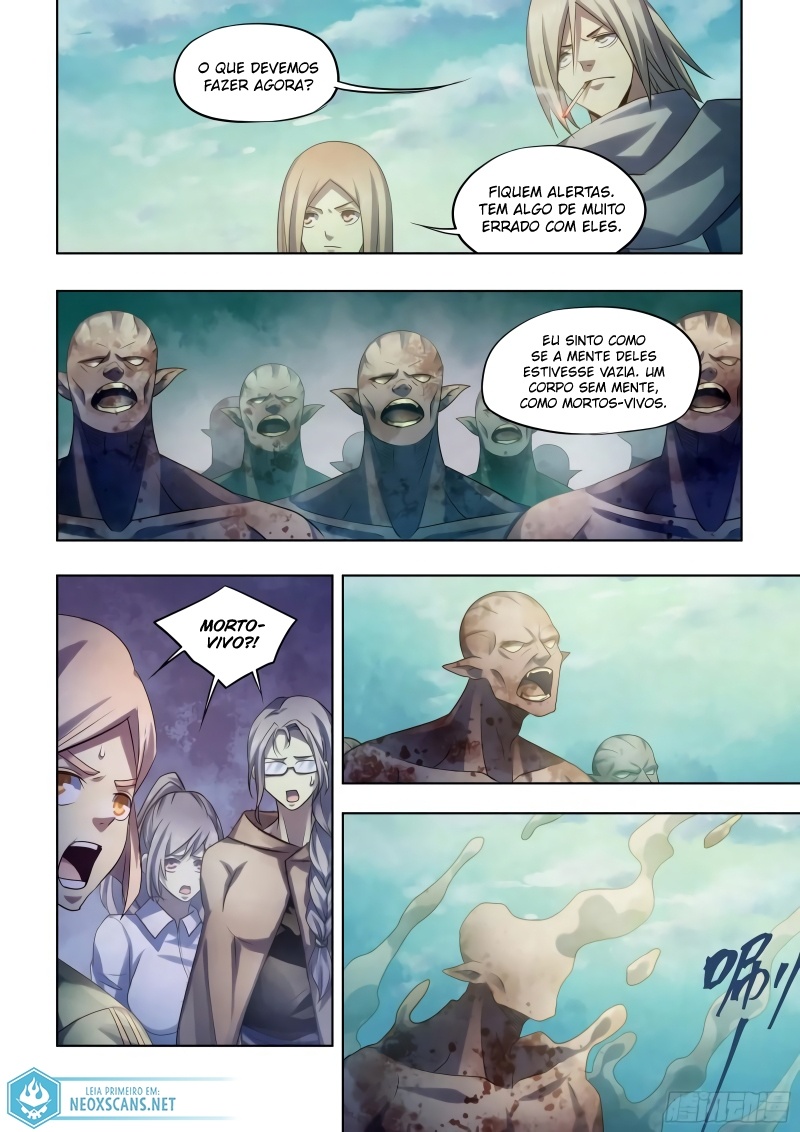 O QUE DEVEMOS
FAZER AGORA?
FIQUEM ALERTAS.
TEM ALGO DE MUITO
ERRADO COM ELES.
EU SINTO COMO
SE A MENTE DELES
ESTIVESSE VAZIA. UM
CORPO SEM MENTE,
COMO MORTOS-VIVOS.
MORTO-
VIVO?!
LEIA PRIMEIRO EM:
NEOXSCANS.NET